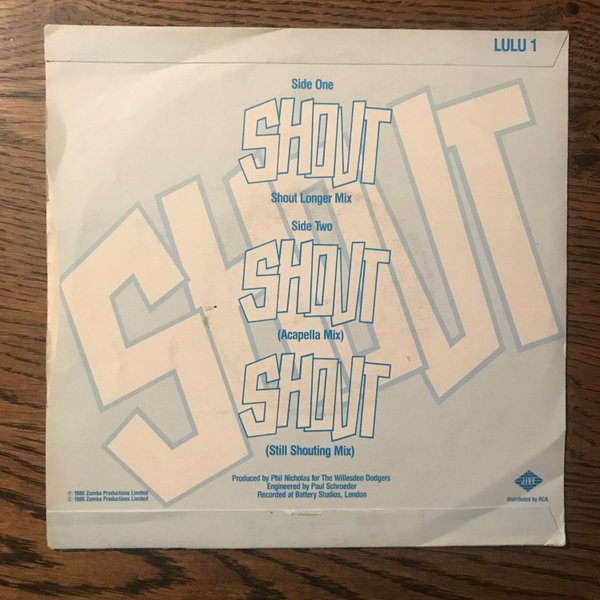 LULU 1
Side One
SHOUT
Shout Longer Mix
Side Two
SHOUT
(Acapella Mix)
SHOUT
(Still Shouting Mix)
SHOUT
Produced by Phil Nicholas for The Willesden Dodgers
Engineered by Paul Schroeder
Recorded at Battery Studios, London
℗ 1986 Zomba Productions Limited
© 1986 Zomba Productions Limited
JIVE
Distributed by RCA